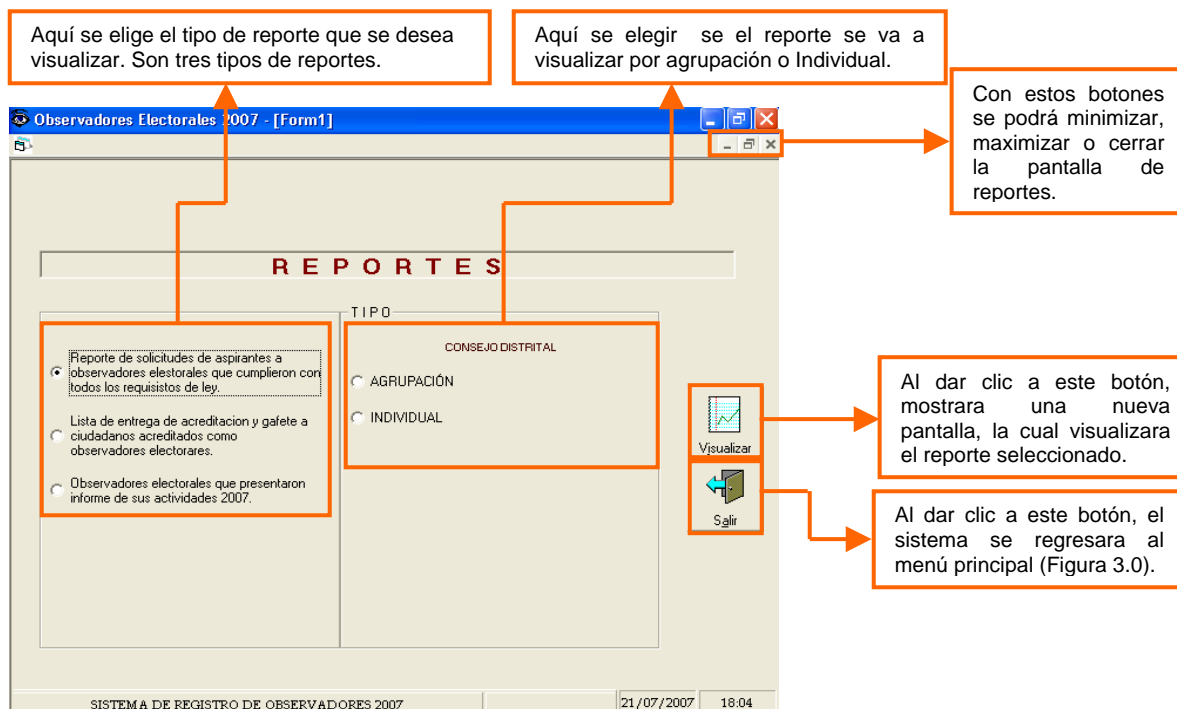 Aquí se elige el tipo de reporte que se desea
visualizar. Son tres tipos de reportes.
Aquí se elegir se el reporte se va a
visualizar por agrupación o Individual.
Con estos botones
se podrá minimizar,
maximizar o cerrar
la pantalla de
reportes.
Observadores Electorales 2007 - [Form1]
REPORTES
TIPO
CONSEJO DISTRITAL
Reporte de solicitudes de aspirantes a
observadores elestorales que cumplieron con
todos los requisistos de ley.
Lista de entrega de acreditacion y gafete a
ciudadanos acreditados como
observadores electorares.
Observadores electorales que presentaron
informe de sus actividades 2007.
AGRUPACIÓN
INDIVIDUAL
Visualizar
Salir
Al dar clic a este botón,
mostrara una nueva
pantalla, la cual visualizara
el reporte seleccionado.
Al dar clic a este botón, el
sistema se regresara al
menú principal (Figura 3.0).
SISTEMA DE REGISTRO DE OBSERVADORES 2007
21/07/2007
18:04